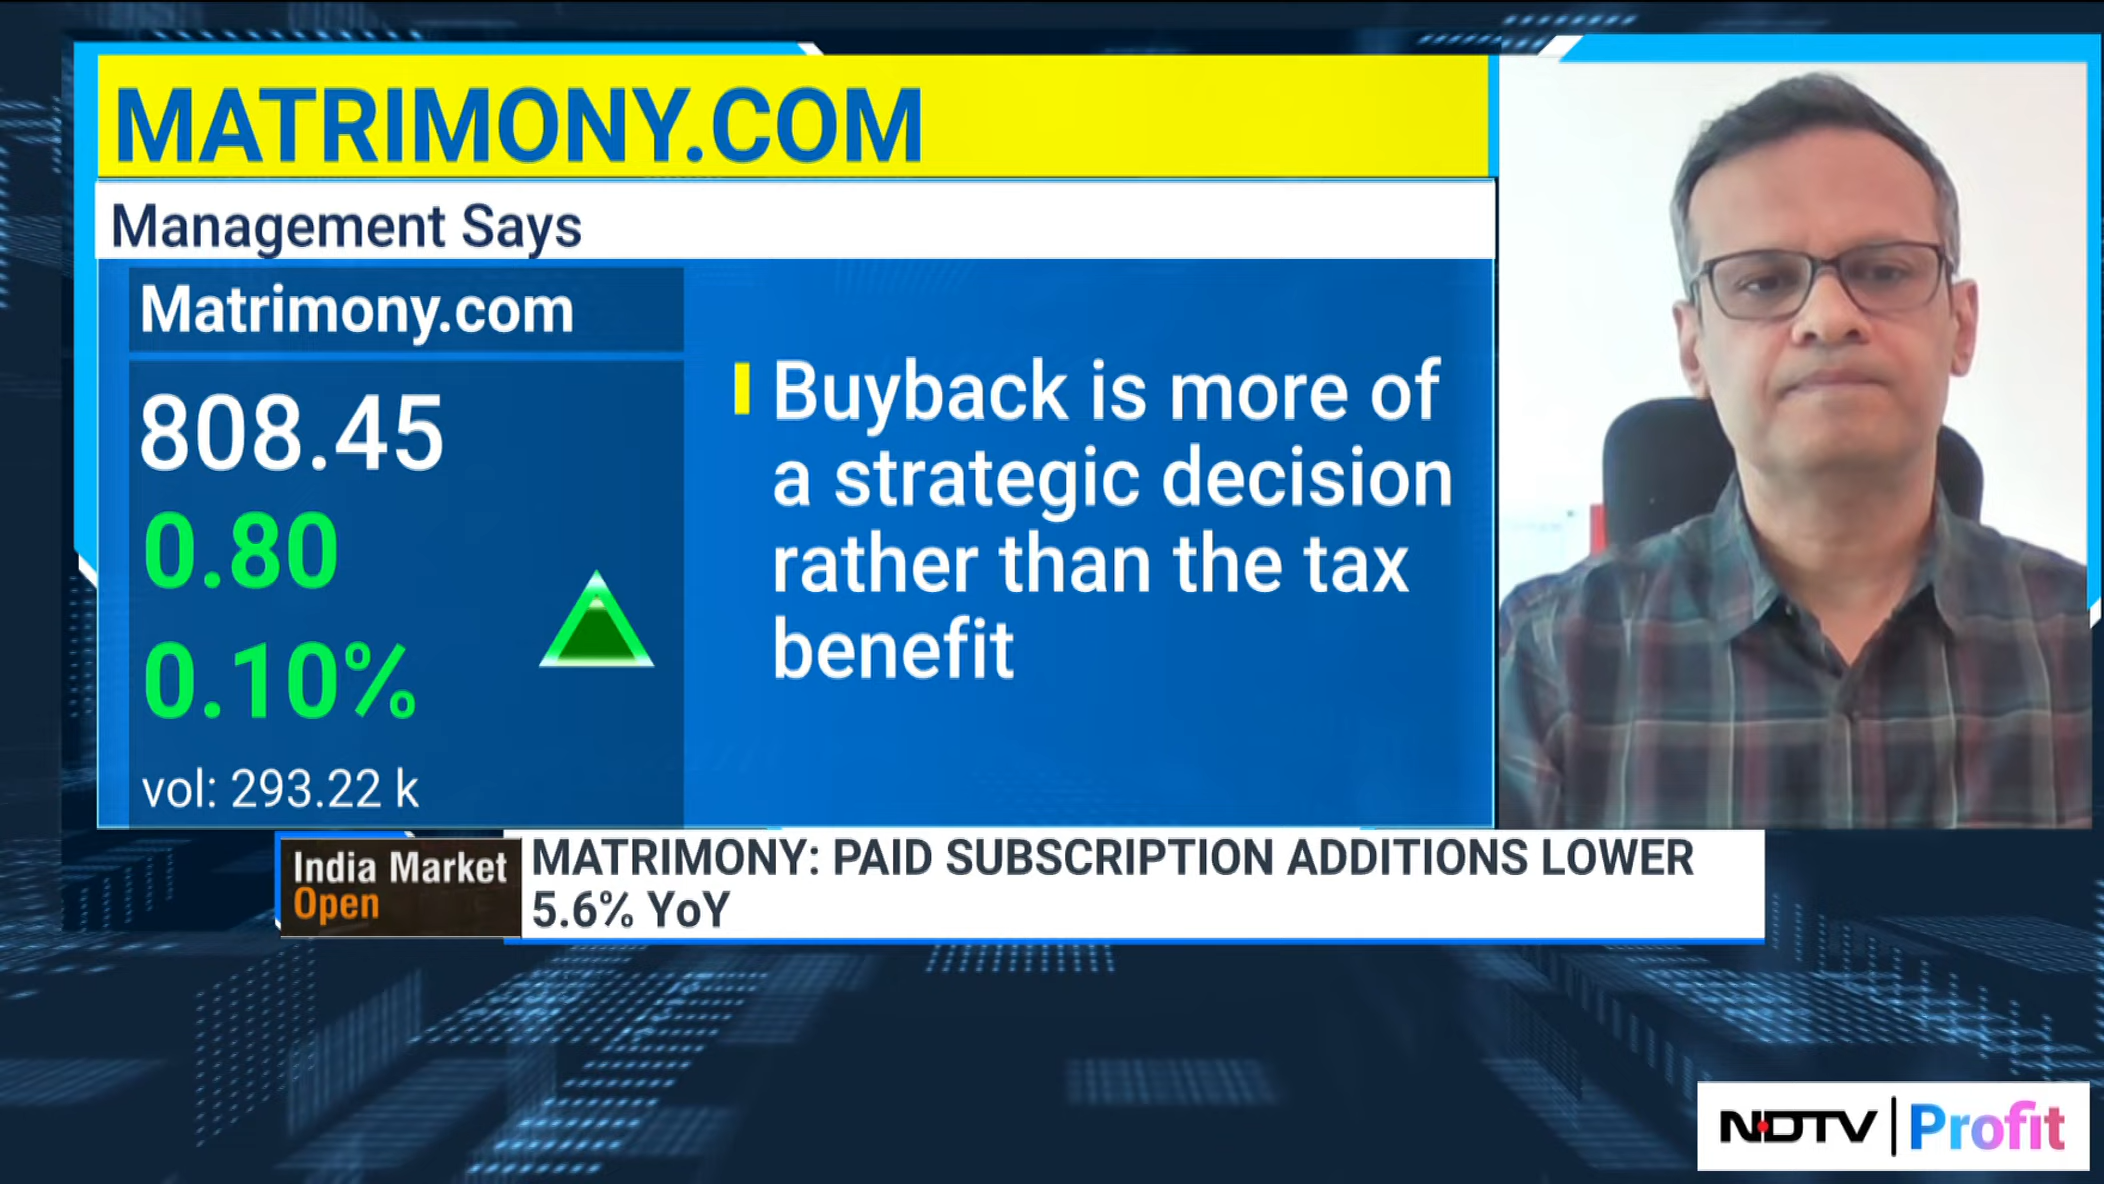 MATRIMONY.COM
Management Says
Matrimony.com
808.45
0.80
0.10%
vol: 293.22 k
Buyback is more of
a strategic decision
rather than the tax
benefit
India Market
Open
MATRIMONY: PAID SUBSCRIPTION ADDITIONS LOWER
5.6% YoY
NDTV Profit